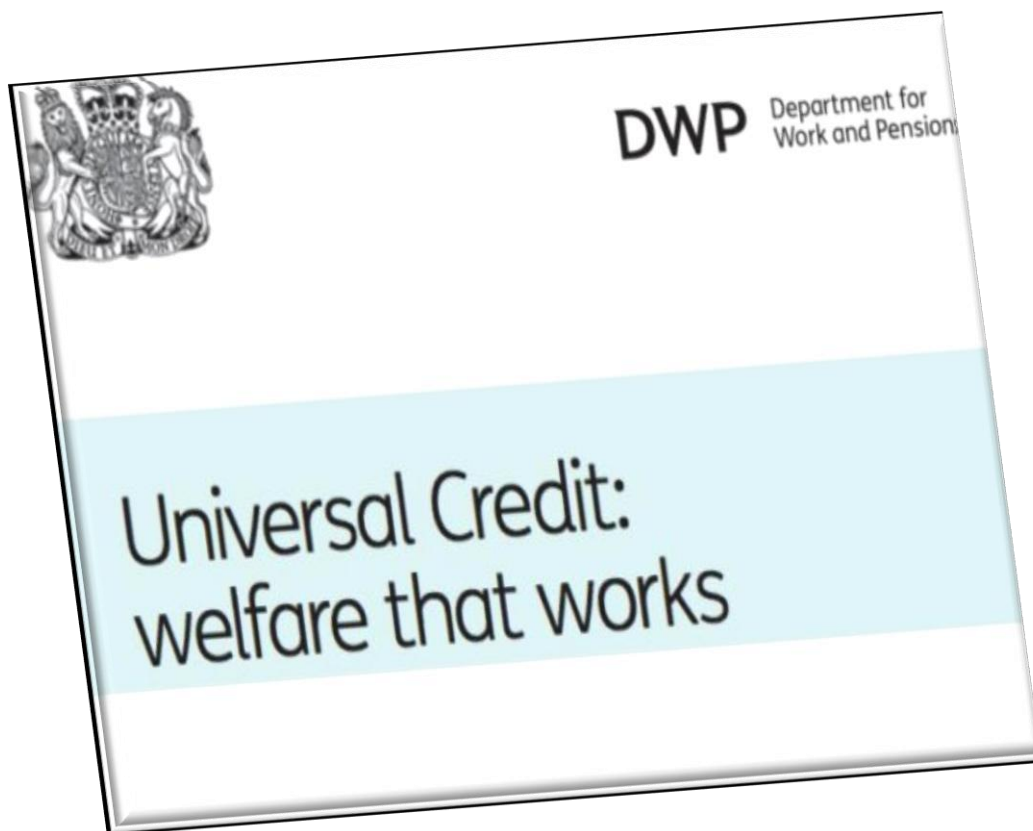 DWP
Department for
Work and Pension
Universal Credit:
welfare that works